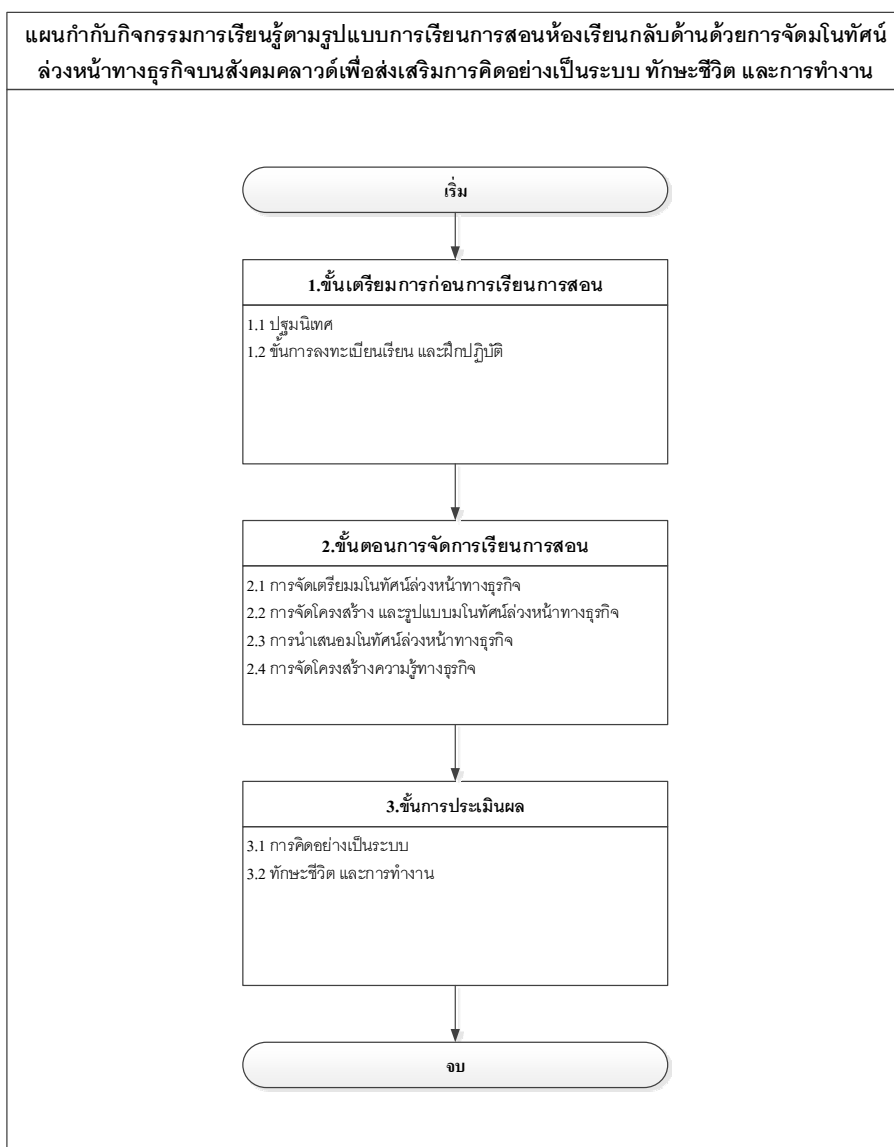 แผนกำกับกิจกรรมการเรียนรู้ตามรูปแบบการเรียนการสอนห้องเรียนกลับด้านด้วยการจัดมโนทัศน์
ล่วงหน้าทางธุรกิจบนสังคมคลาวด์เพื่อส่งเสริมการคิดอย่างเป็นระบบ ทักษะชีวิต และการทำงาน
เริ่ม
1.ขั้นเตรียมการก่อนการเรียนการสอน
1.1 ปฐมนิเทศ
1.2 ขั้นการลงทะเบียนเรียน และฝึกปฏิบัติ
2.ขั้นตอนการจัดการเรียนการสอน
2.1 การจัดเตรียมมโนทัศน์ล่วงหน้าทางธุรกิจ
2.2 การจัดโครงสร้าง และรูปแบบมโนทัศน์ล่วงหน้าทางธุรกิจ
2.3 การนำเสนอมโนทัศน์ล่วงหน้าทางธุรกิจ
2.4 การจัดโครงสร้างความรู้ทางธุรกิจ
3.ขั้นการประเมินผล
3.1 การคิดอย่างเป็นระบบ
3.2 ทักษะชีวิต และการทำงาน
จบ